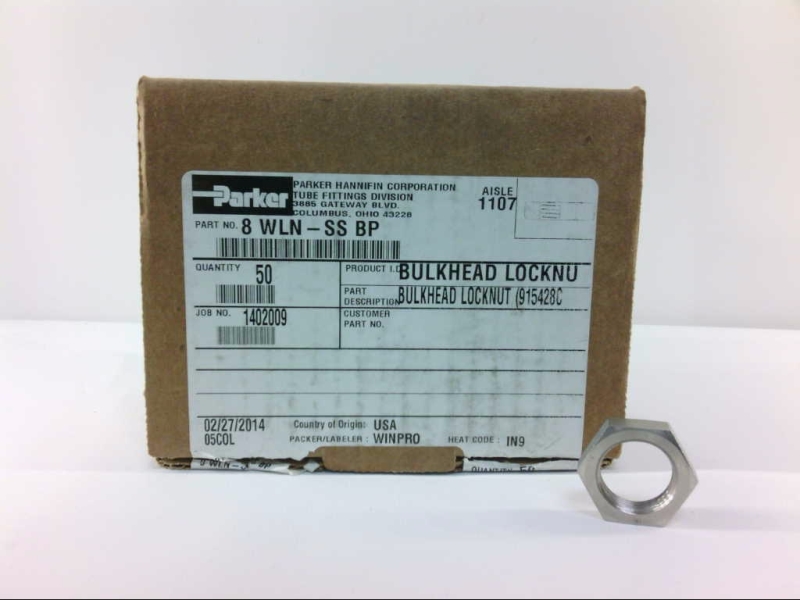 Parker
PARKER HANNIFIN CORPORATION
TUBE FITTINGS DIVISION
3885 GATEWAY BLVD.
COLUMBUS, OHIO 43228
AISLE
1107
PART NO. 8 WLN-SS BP
QUANTITY 50
PRODUCT I.D BULKHEAD LOCKNU
PART DESCRIPTION BULKHEAD LOCKNUT (915428C
JOB NO. 1402009
CUSTOMER
PART NO.
02/27/2014 Country of Origin: USA
05COL PACKER/LABELER : WINPRO HEAT CODE : IN9